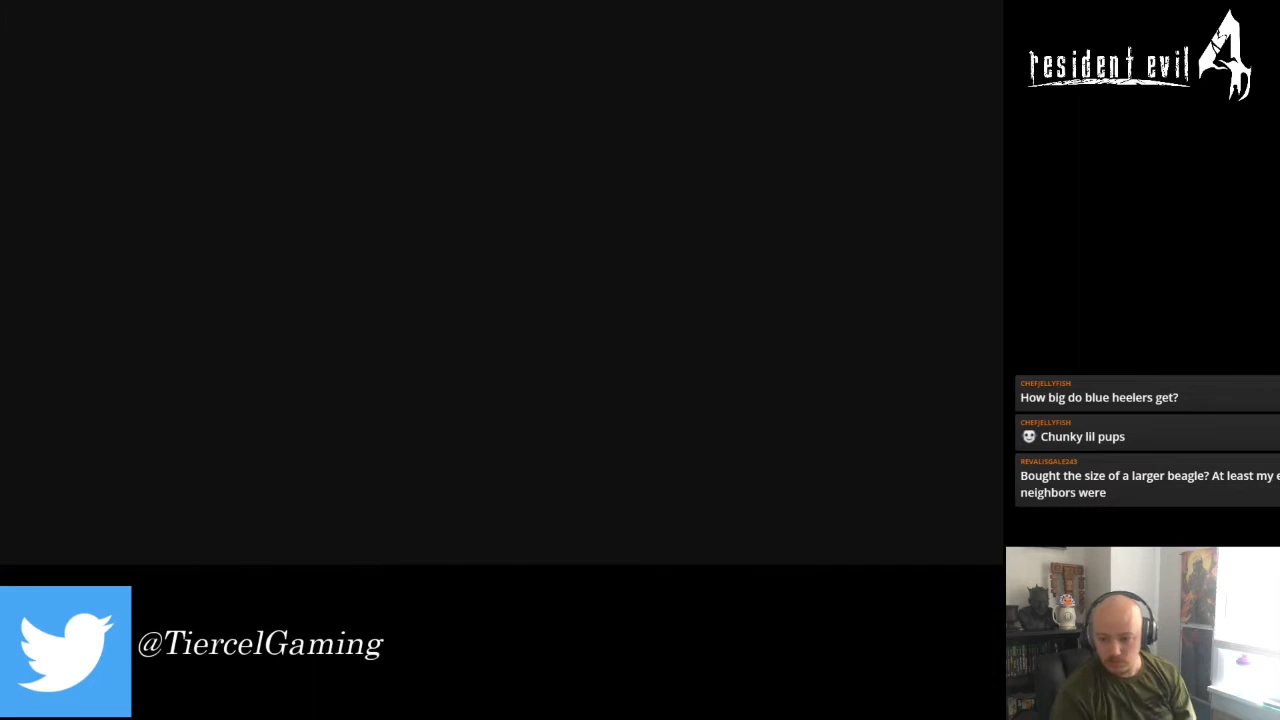 resident evil 4
CHEFJELLYFISH
How big do blue heelers get?
CHEFJELLYFISH
Chunky lil pups
REVALISGALE243
Bought the size of a larger beagle? At least my e
neighbors were
@TiercelGaming